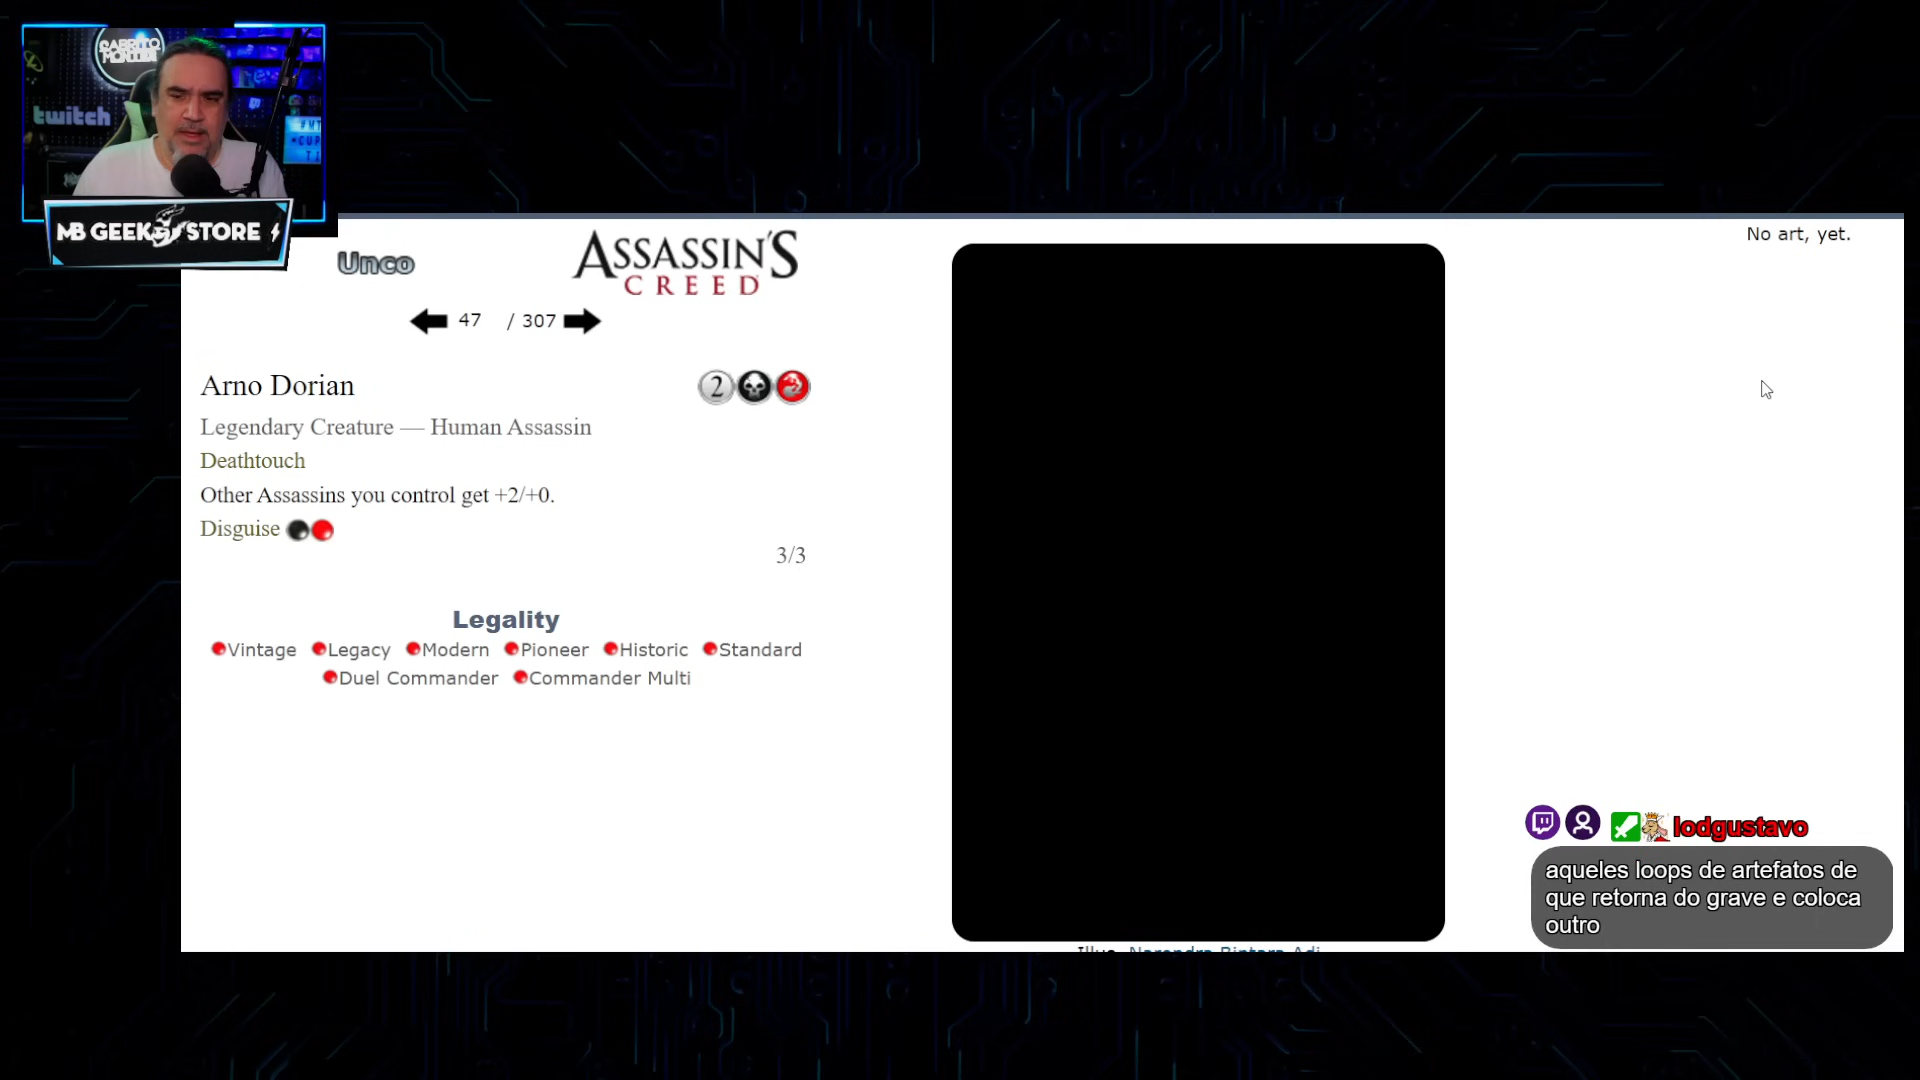 twitch
MB GEEK STORE
No art, yet.
Unco
ASSASSIN'S
CREED
47 / 307
Arno Dorian
2
Legendary Creature — Human Assassin
Deathtouch
Other Assassins you control get +2/+0.
Disguise
3/3
Legality
Vintage Legacy Modern Pioneer Historic Standard
Duel Commander Commander Multi
lodgustavo
aqueles loops de artefatos de
que retorna do grave e coloca
outro